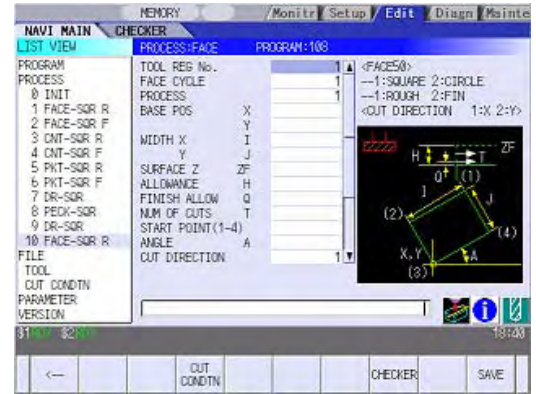 MEMORY Monitr Setup Edit Diagn Mainte
NAVI MAIN CHECKER
LIST VIEW PROCESS:FACE PROGRAM:108
PROGRAM
PROCESS
0 INIT
1 FACE-SQR R
2 FACE-SQR F
3 CNT-SQR R
4 CNT-SQR F
5 PKT-SQR R
6 PKT-SQR F
7 DR-SQR
8 PECK-SQR
9 DR-SQR
10 FACE-SQR R
FILE
TOOL
CUT CONDTN
PARAMETER
VERSION
TOOL REG No. 1
FACE CYCLE 1
PROCESS 1
BASE POS X
Y
WIDTH X I
Y J
SURFACE Z ZF
ALLOWANCE H
FINISH ALLOW Q
NUM OF CUTS T
START POINT(1-4)
ANGLE A
CUT DIRECTION 1
<FACE50>
--1:SQUARE 2:CIRCLE
--1:ROUGH 2:FIN
<CUT DIRECTION 1:X 2:Y>
H T ZF
Q (1)
I J
(2) (4)
X,Y A
(3)
18:40
<-- CUT CONDTN CHECKER SAVE